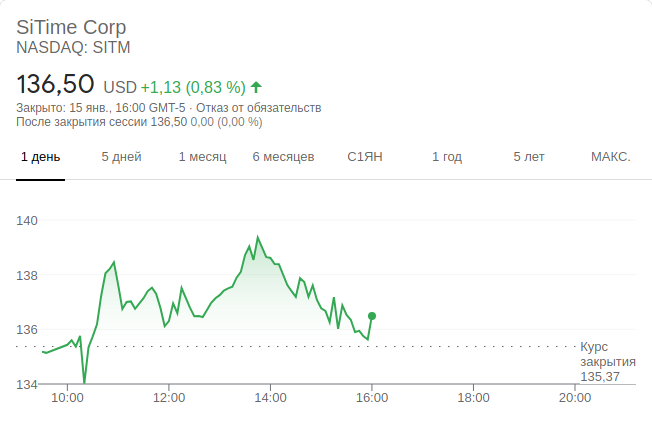 SiTime Corp
NASDAQ: SITM
136,50 USD +1,13 (0,83 %)
Закрыто: 15 янв., 16:00 GMT-5 · Отказ от обязательств
После закрытия сессии 136,50 0,00 (0,00 %)
1 день 5 дней 1 месяц 6 месяцев С1ЯН 1 год 5 лет МАКС.
140
138
136
134
Курс
закрытия
135,37
10:00 12:00 14:00 16:00 18:00 20:00